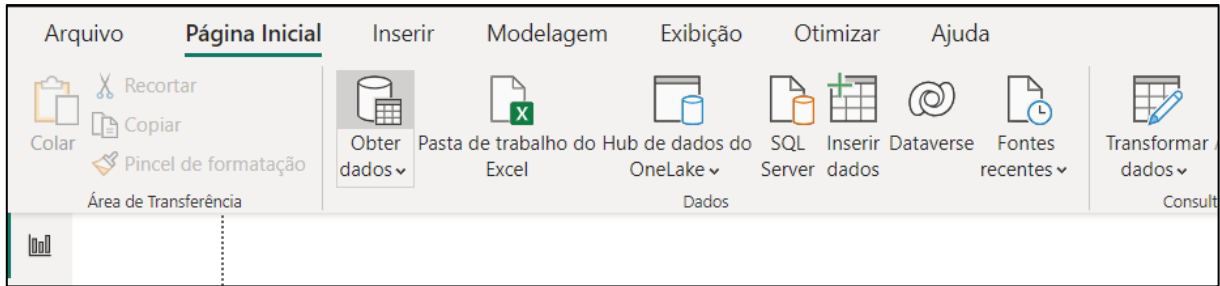 Arquivo Página Inicial Inserir Modelagem Exibição Otimizar Ajuda
Colar
Recortar
Copiar
Pincel de formatação
Área de Transferência
Obter
dados
Pasta de trabalho do
Excel
Hub de dados do
OneLake
SQL
Server
Inserir
dados
Dataverse
Fontes
recentes
Dados
Transformar
dados
Consult